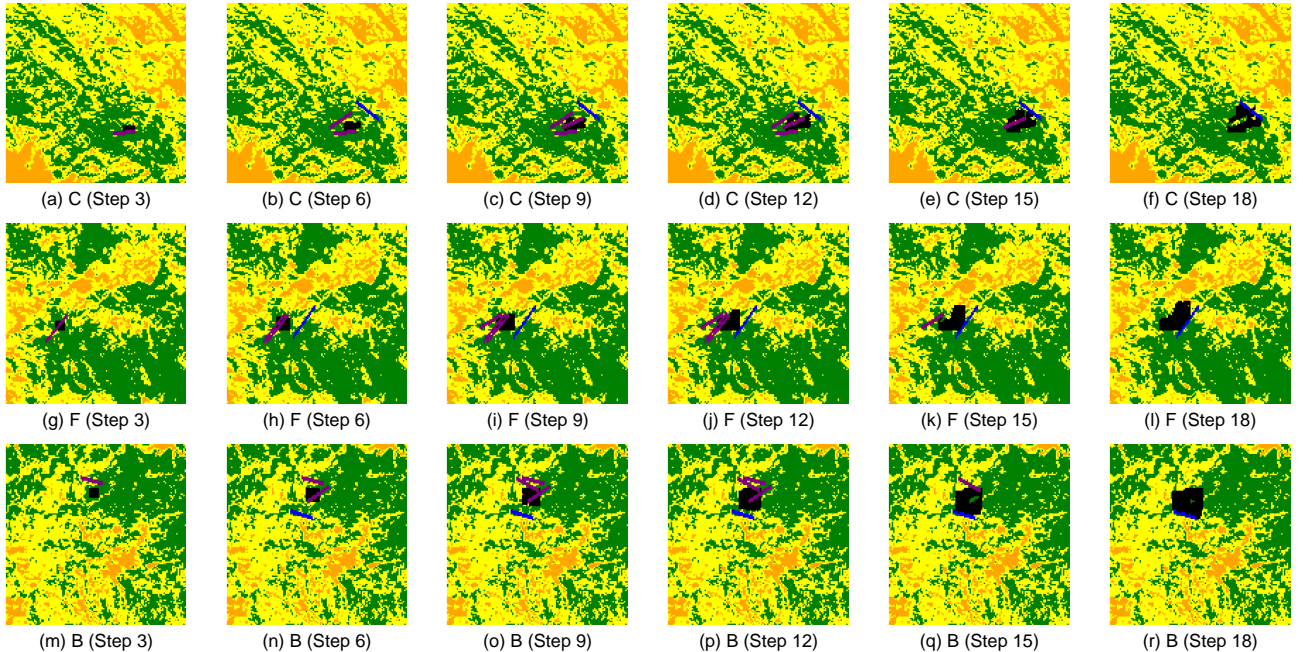 (a) C (Step 3) (b) C (Step 6) (c) C (Step 9) (d) C (Step 12) (e) C (Step 15) (f) C (Step 18)
(g) F (Step 3) (h) F (Step 6) (i) F (Step 9) (j) F (Step 12) (k) F (Step 15) (l) F (Step 18)
(m) B (Step 3) (n) B (Step 6) (o) B (Step 9) (p) B (Step 12) (q) B (Step 15) (r) B (Step 18)